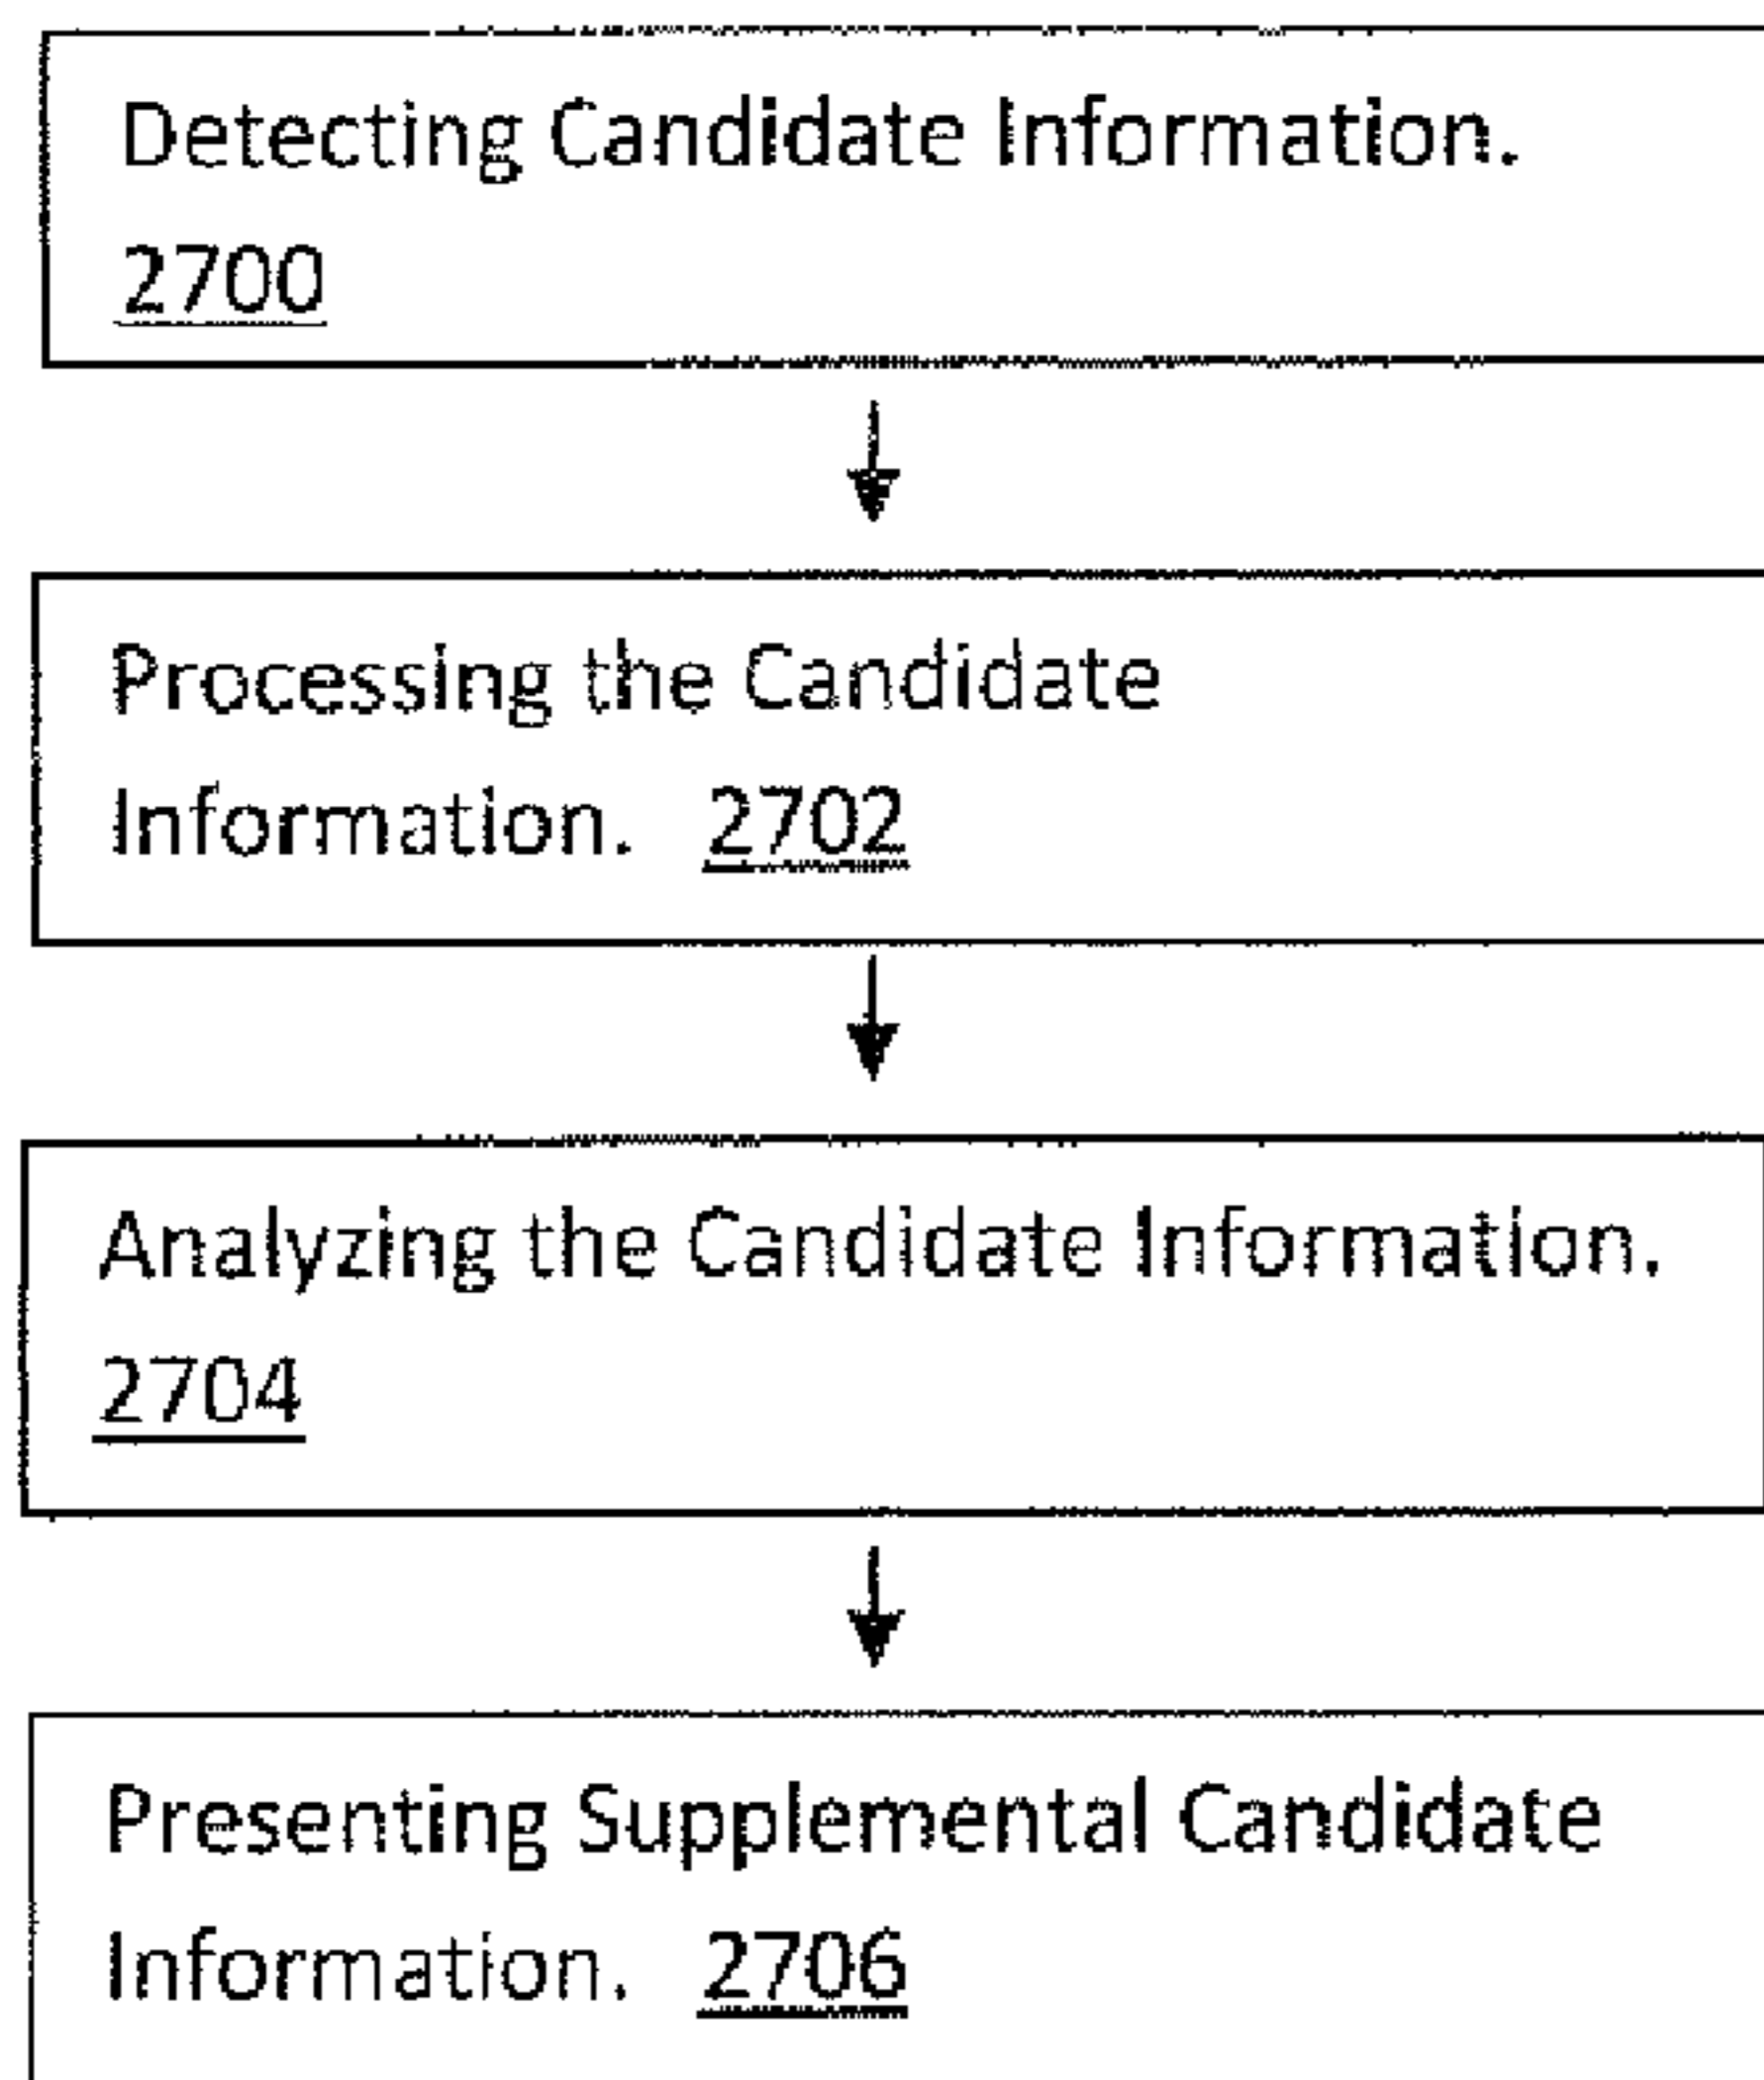 Detecting Candidate Information.
2700
Processing the Candidate
Information. 2702
Analyzing the Candidate Information.
2704
Presenting Supplemental Candidate
Information. 2706